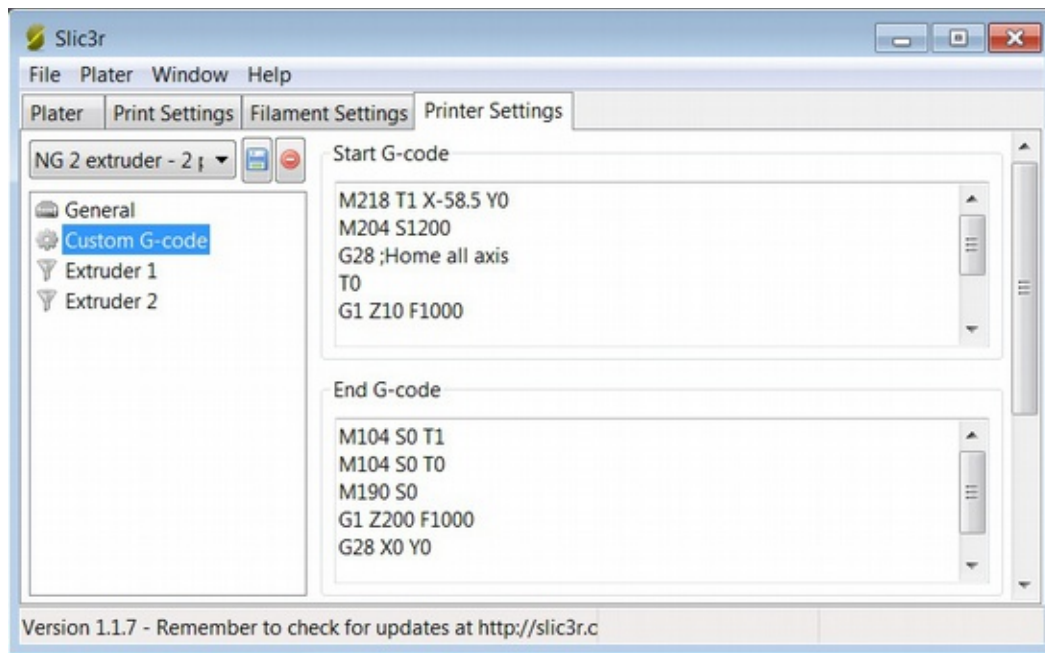 Slic3r
File Plater Window Help
Plater Print Settings Filament Settings Printer Settings
NG 2 extruder - 2
General
Custom G-code
Extruder 1
Extruder 2
Start G-code
M218 T1 X-58.5 Y0
M204 S1200
G28 ;Home all axis
T0
G1 Z10 F1000
End G-code
M104 S0 T1
M104 S0 T0
M190 S0
G1 Z200 F1000
G28 X0 Y0
Version 1.1.7 - Remember to check for updates at http://slic3r.c